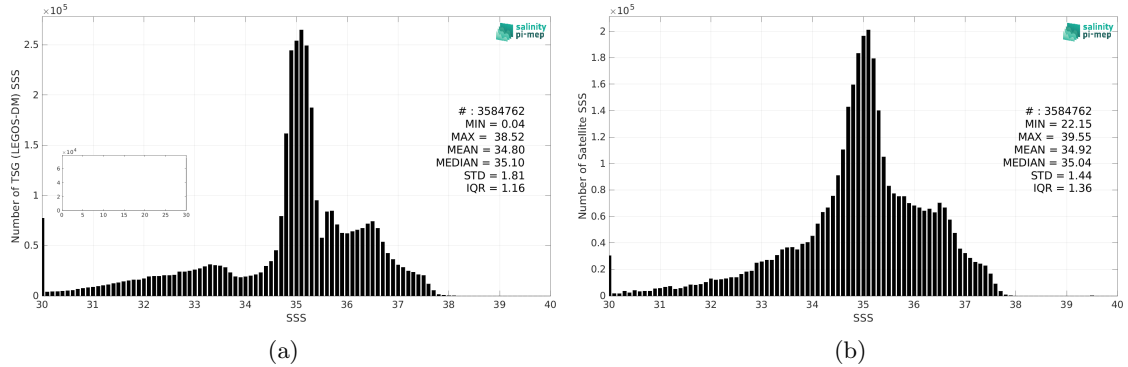 ×10⁵
salinity
pi-mep
2.5
2
1.5
1
0.5
0
Number of TSG (LEGOS-DM) SSS
# : 3584762
MIN = 0.04
MAX = 38.52
MEAN = 34.80
MEDIAN = 35.10
STD = 1.81
IQR = 1.16
×10⁴
6
4
2
0
0 5 10 15 20 25 30
30 31 32 33 34 35 36 37 38 39 40
SSS
(a)
×10⁵
salinity
pi-mep
2
1.8
1.6
1.4
1.2
1
0.8
0.6
0.4
0.2
0
Number of Satellite SSS
# : 3584762
MIN = 22.15
MAX = 39.55
MEAN = 34.92
MEDIAN = 35.04
STD = 1.44
IQR = 1.36
30 31 32 33 34 35 36 37 38 39 40
SSS
(b)